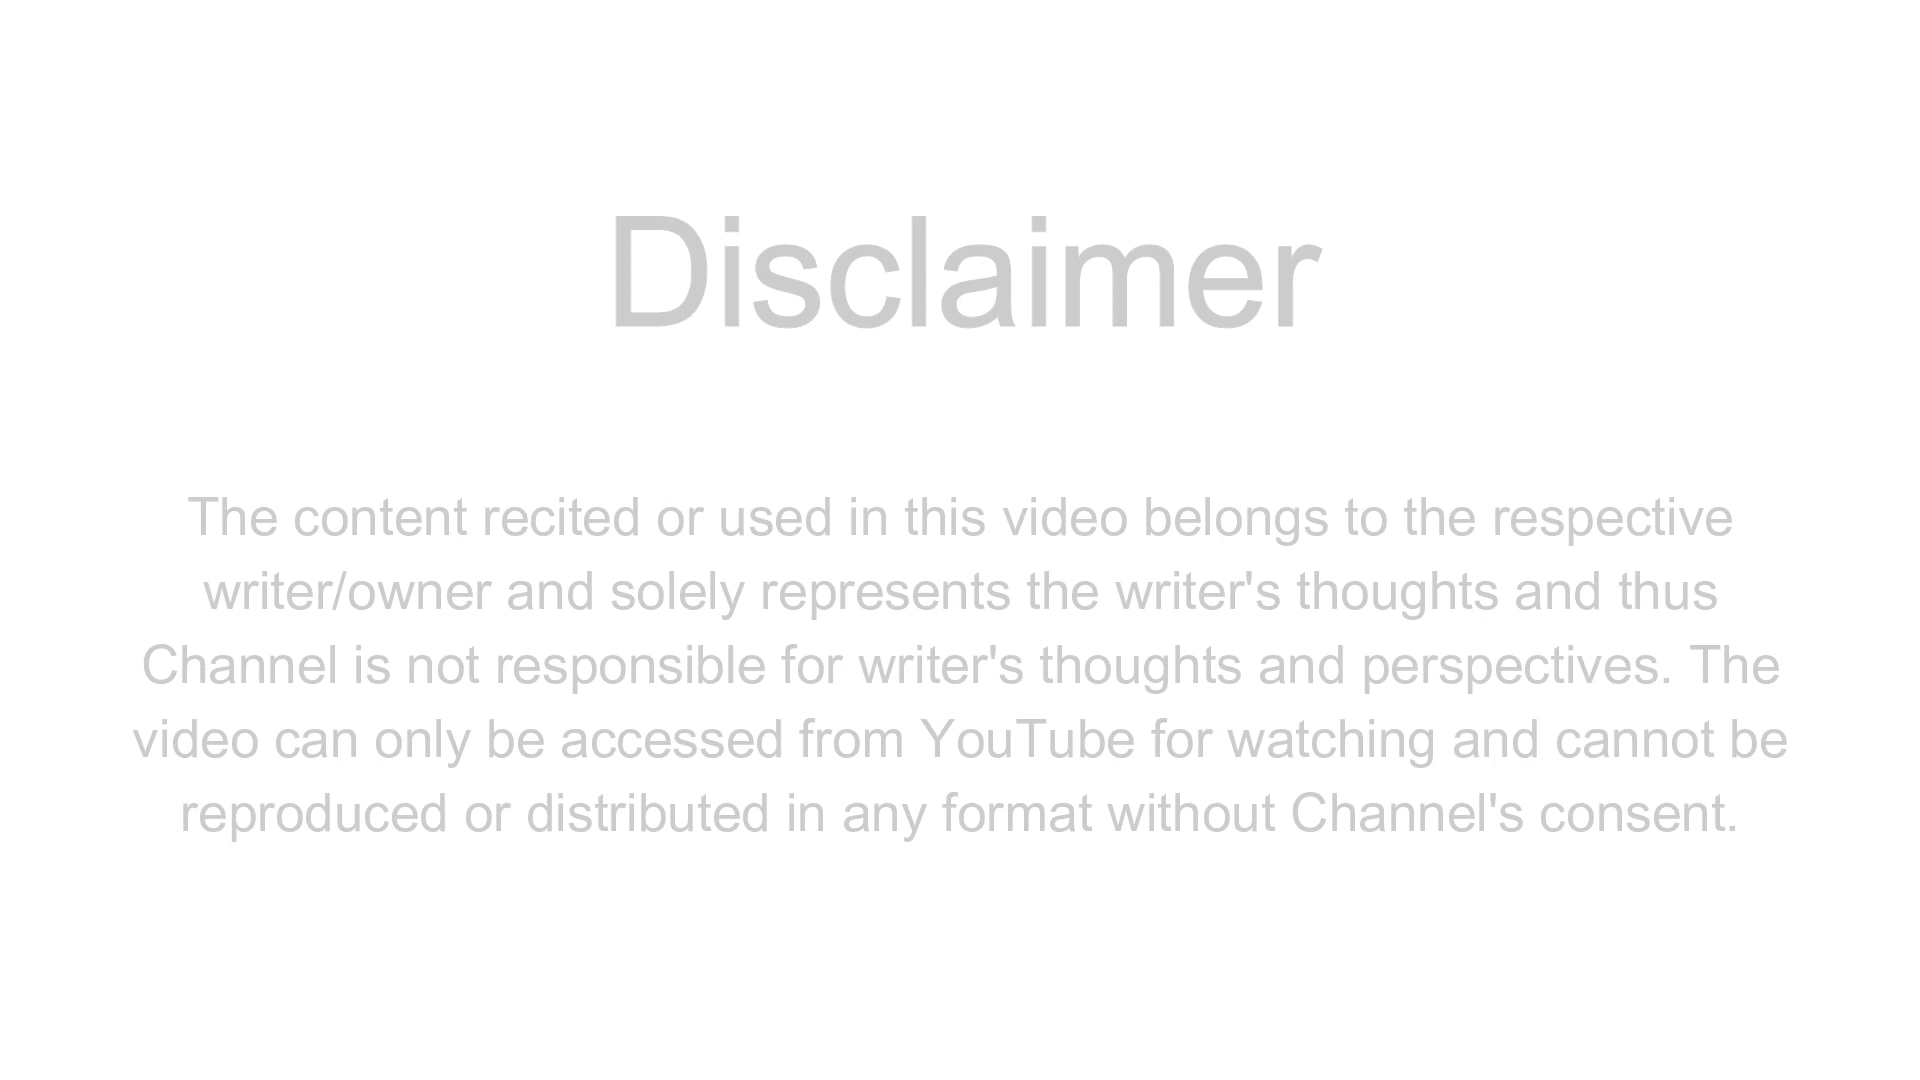 Disclaimer
The content recited or used in this video belongs to the respective
writer/owner and solely represents the writer's thoughts and thus
Channel is not responsible for writer's thoughts and perspectives. The
video can only be accessed from YouTube for watching and cannot be
reproduced or distributed in any format without Channel's consent.